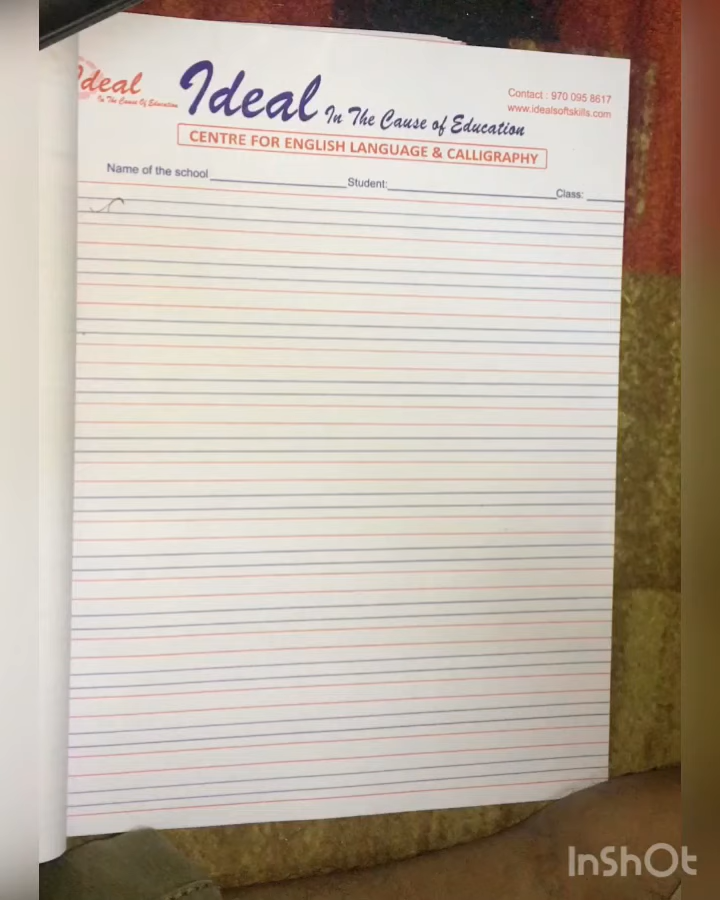 Ideal
In The Cause Of Education
Ideal In The Cause of Education
Contact : 970 095 8617
www.idealsoftskills.com
CENTRE FOR ENGLISH LANGUAGE & CALLIGRAPHY
Name of the school Student: Class:
InShOt